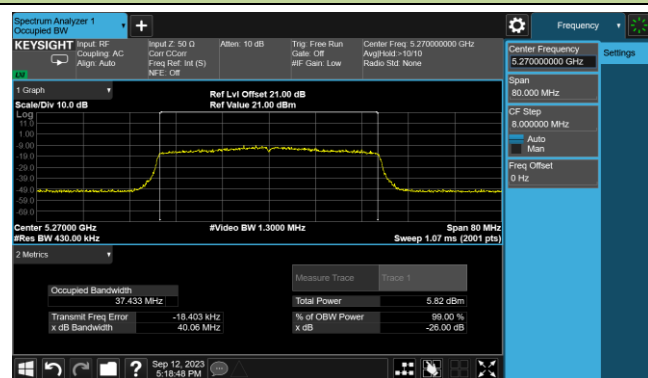 Spectrum Analyzer 1
Occupied BW
Frequency
KEYSIGHT
Input: RF
Coupling: AC
Align: Auto
Input Z: 50 Ω
Corr CCorr
Freq Ref: Int (S)
NFE: Off
Atten: 10 dB
Trig: Free Run
Gate: Off
#IF Gain: Low
Center Freq: 5.270000000 GHz
Avg|Hold:>10/10
Radio Std: None
LU
Center Frequency
5.270000000 GHz
Settings
Span
80.000 MHz
CF Step
8.000000 MHz
Auto
Man
Freq Offset
0 Hz
1 Graph
Scale/Div 10.0 dB
Ref Lvl Offset 21.00 dB
Ref Value 21.00 dBm
Log
11.0
1.00
-9.00
-19.0
-29.0
-39.0
-49.0
-59.0
-69.0
Center 5.27000 GHz
#Res BW 430.00 kHz
#Video BW 1.3000 MHz
Span 80 MHz
Sweep 1.07 ms (2001 pts)
2 Metrics
Measure Trace
Trace 1
Occupied Bandwidth
37.433 MHz
Total Power
5.82 dBm
Transmit Freq Error
-18.403 kHz
% of OBW Power
99.00 %
x dB Bandwidth
40.06 MHz
x dB
-26.00 dB
Sep 12, 2023
5:18:48 PM